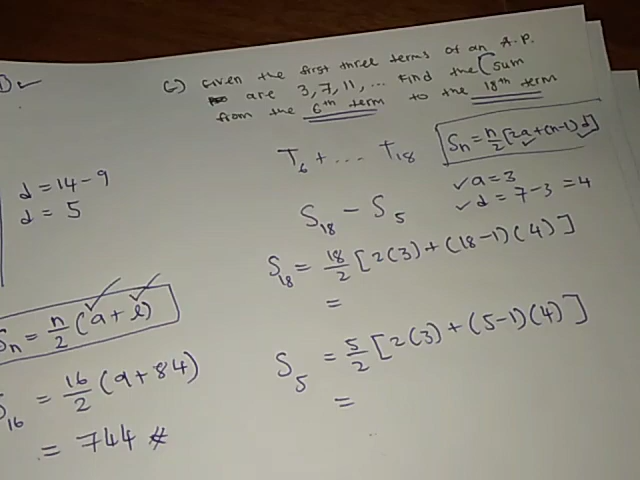 d = 14 - 9
d = 5
Sn = n/2 (a + l)
S16 = 16/2 (9 + 84)
= 744
c) Given the first three terms of an A.P.
are 3, 7, 11, ... Find the sum
from the 6th term to the 18th term
T6 + ... T18
Sn = n/2 [2a + (n-1)d]
a = 3
d = 7 - 3 = 4
S18 - S5
S18 = 18/2 [2(3) + (18-1)(4)]
=
S5 = 5/2 [2(3) + (5-1)(4)]
=